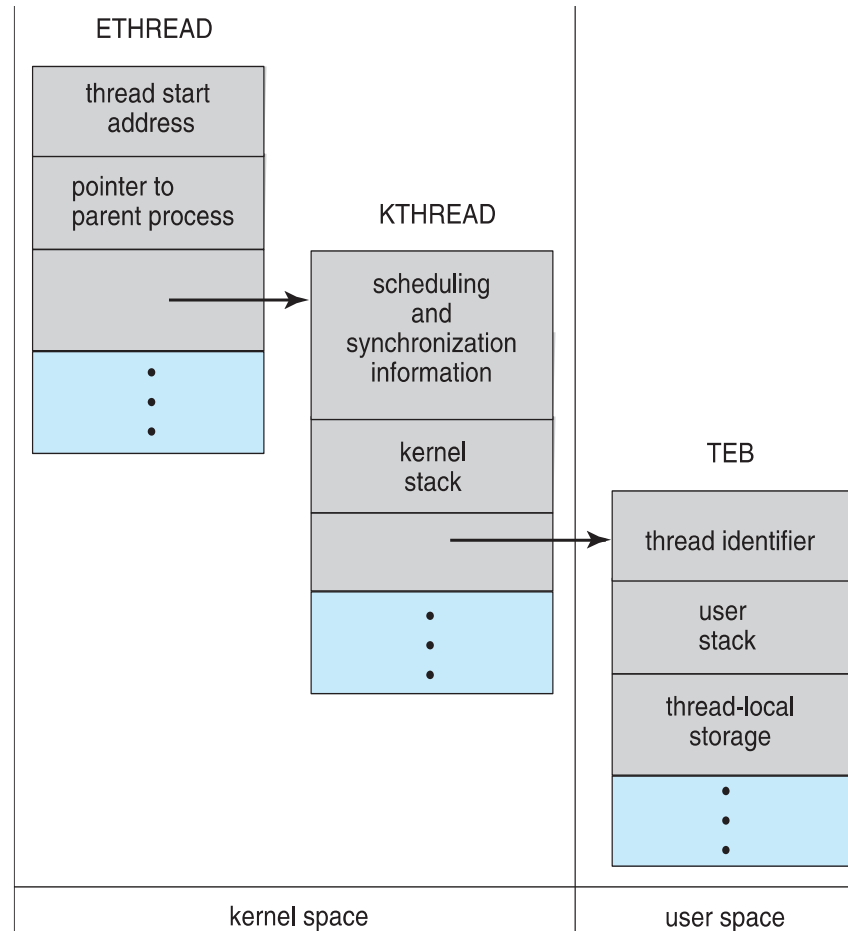 ETHREAD
thread start
address
pointer to
parent process
KTHREAD
scheduling
and
synchronization
information
kernel
stack
TEB
thread identifier
user
stack
thread-local
storage
kernel space
user space